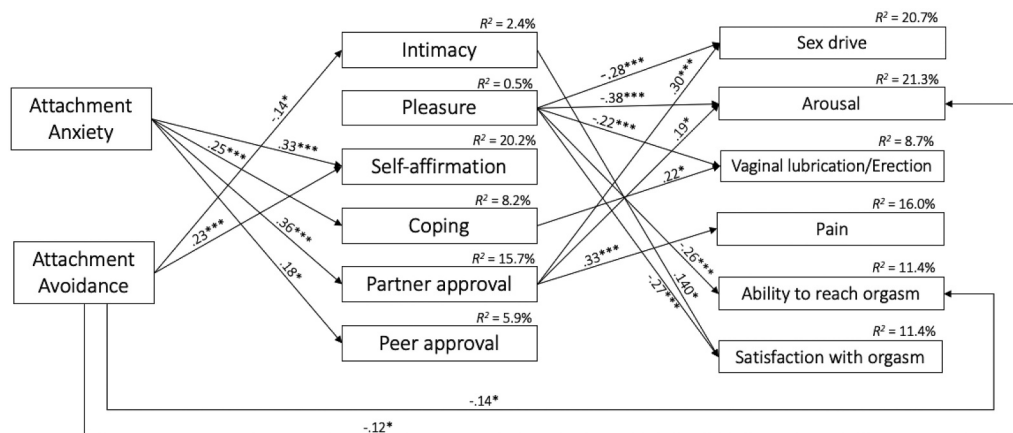 R² = 2.4%
R² = 20.7%
Intimacy
Sex drive
R² = 0.5%
R² = 21.3%
-.28***
.30***
Attachment
Anxiety
Pleasure
-.38***
Arousal
-.14*
.33***
R² = 20.2%
-.22***
.19*
R² = 8.7%
.25***
Self-affirmation
Vaginal lubrication/Erection
R² = 8.2%
.22*
R² = 16.0%
.23***
.36***
Coping
Pain
Attachment
Avoidance
.18*
R² = 15.7%
.33***
-.26***
R² = 11.4%
Partner approval
.140*
-.27***
Ability to reach orgasm
R² = 5.9%
R² = 11.4%
Peer approval
Satisfaction with orgasm
-.14*
-.12*